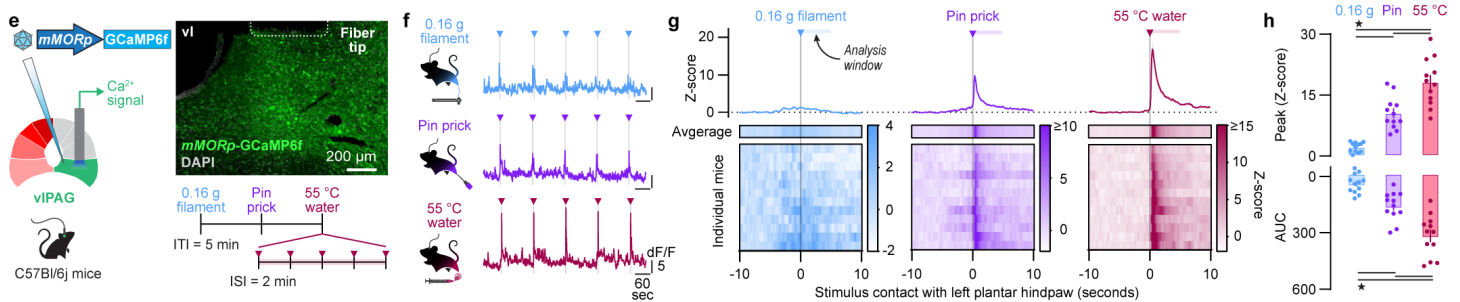 e
mMORp
GCaMP6f
Ca²⁺
signal
vlPAG
C57Bl/6j mice
vl
Fiber
tip
mMORp-GCaMP6f
DAPI
200 µm
0.16 g
filament
Pin
prick
55 °C
water
ITI = 5 min
ISI = 2 min
f
0.16 g
filament
Pin prick
55 °C
water
dF/F
5
60
sec
g
0.16 g filament
Pin prick
55 °C water
Analysis
window
Z-score
20
10
0
Avgerage
Individual mice
4
2
0
-2
≥10
5
0
≥15
10
5
0
Z-score
-10 0 10
-10 0 10
-10 0 10
Stimulus contact with left plantar hindpaw (seconds)
h
0.16 g Pin 55 °C
★
Peak (Z-score)
30
15
0
AUC
0
300
600
★